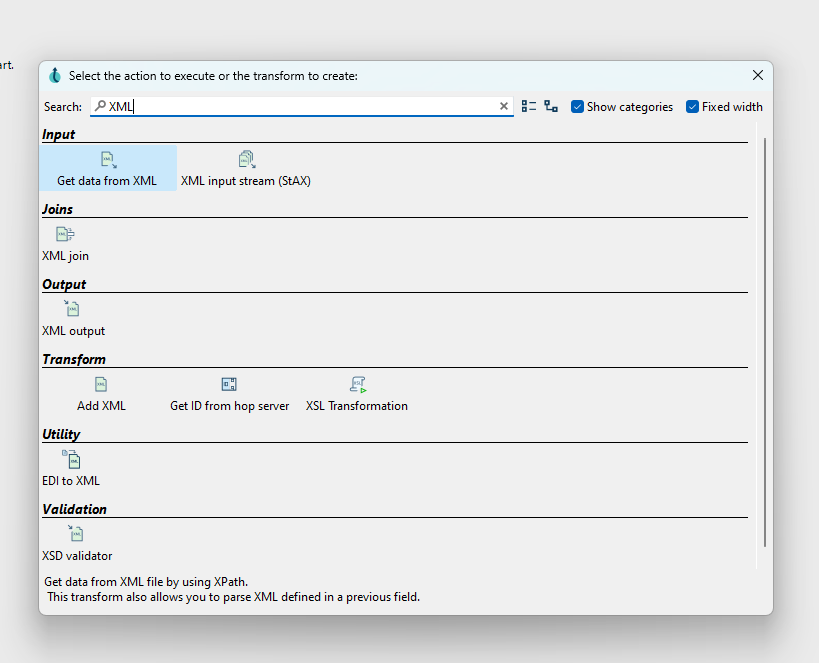 art.
Select the action to execute or the transform to create:
Search: XML Show categories Fixed width
Input
Get data from XML XML input stream (StAX)
Joins
XML join
Output
XML output
Transform
Add XML Get ID from hop server XSL Transformation
Utility
EDI to XML
Validation
XSD validator
Get data from XML file by using XPath.
This transform also allows you to parse XML defined in a previous field.